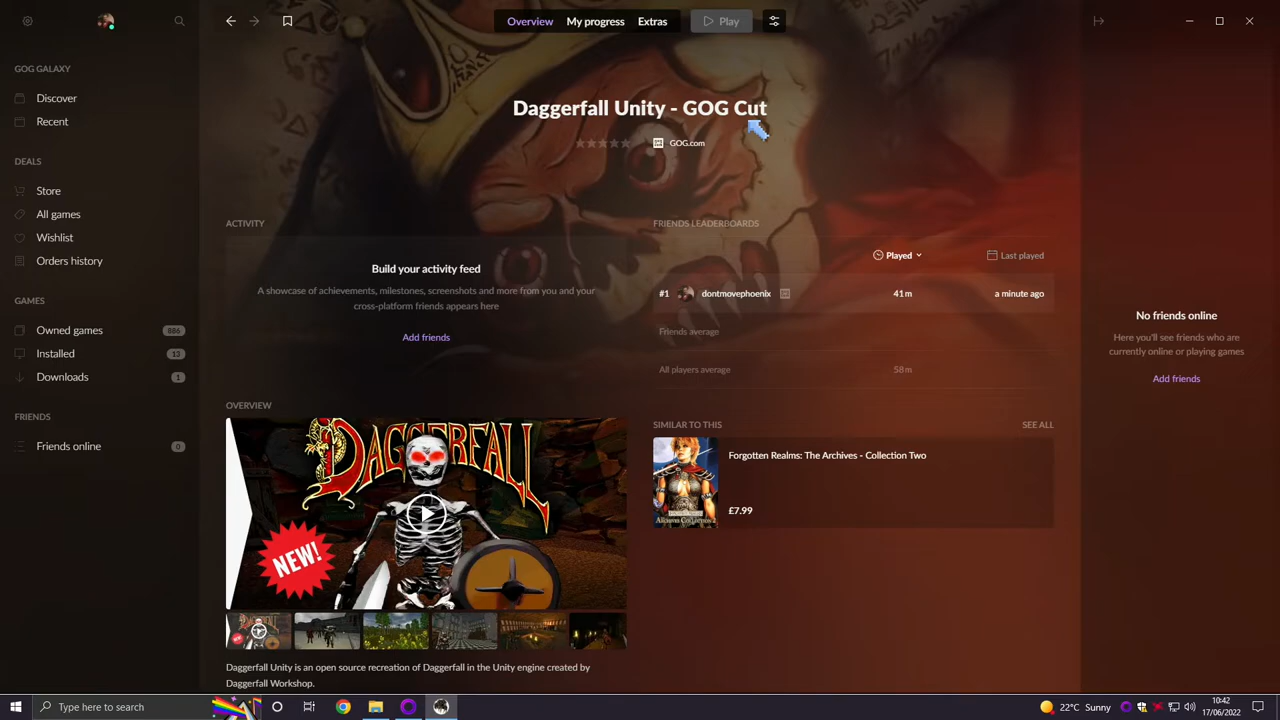 Overview My progress Extras Play
GOG GALAXY
Discover
Recent
DEALS
Store
All games
Wishlist
Orders history
GAMES
Owned games 886
Installed 13
Downloads 1
FRIENDS
Friends online 0
Daggerfall Unity - GOG Cut
GOG.com
ACTIVITY
Build your activity feed
A showcase of achievements, milestones, screenshots and more from you and your
cross-platform friends appears here
Add friends
FRIENDS LEADERBOARDS
Played Last played
#1 dontmovephoenix 41m a minute ago
Friends average
All players average 58m
OVERVIEW
DAGGERFALL
NEW!
Daggerfall Unity is an open source recreation of Daggerfall in the Unity engine created by
Daggerfall Workshop.
SIMILAR TO THIS SEE ALL
Forgotten Realms: The Archives - Collection Two
£7.99
No friends online
Here you'll see friends who are
currently online or playing games
Add friends
Type here to search
22°C Sunny
10:42
17/06/2022